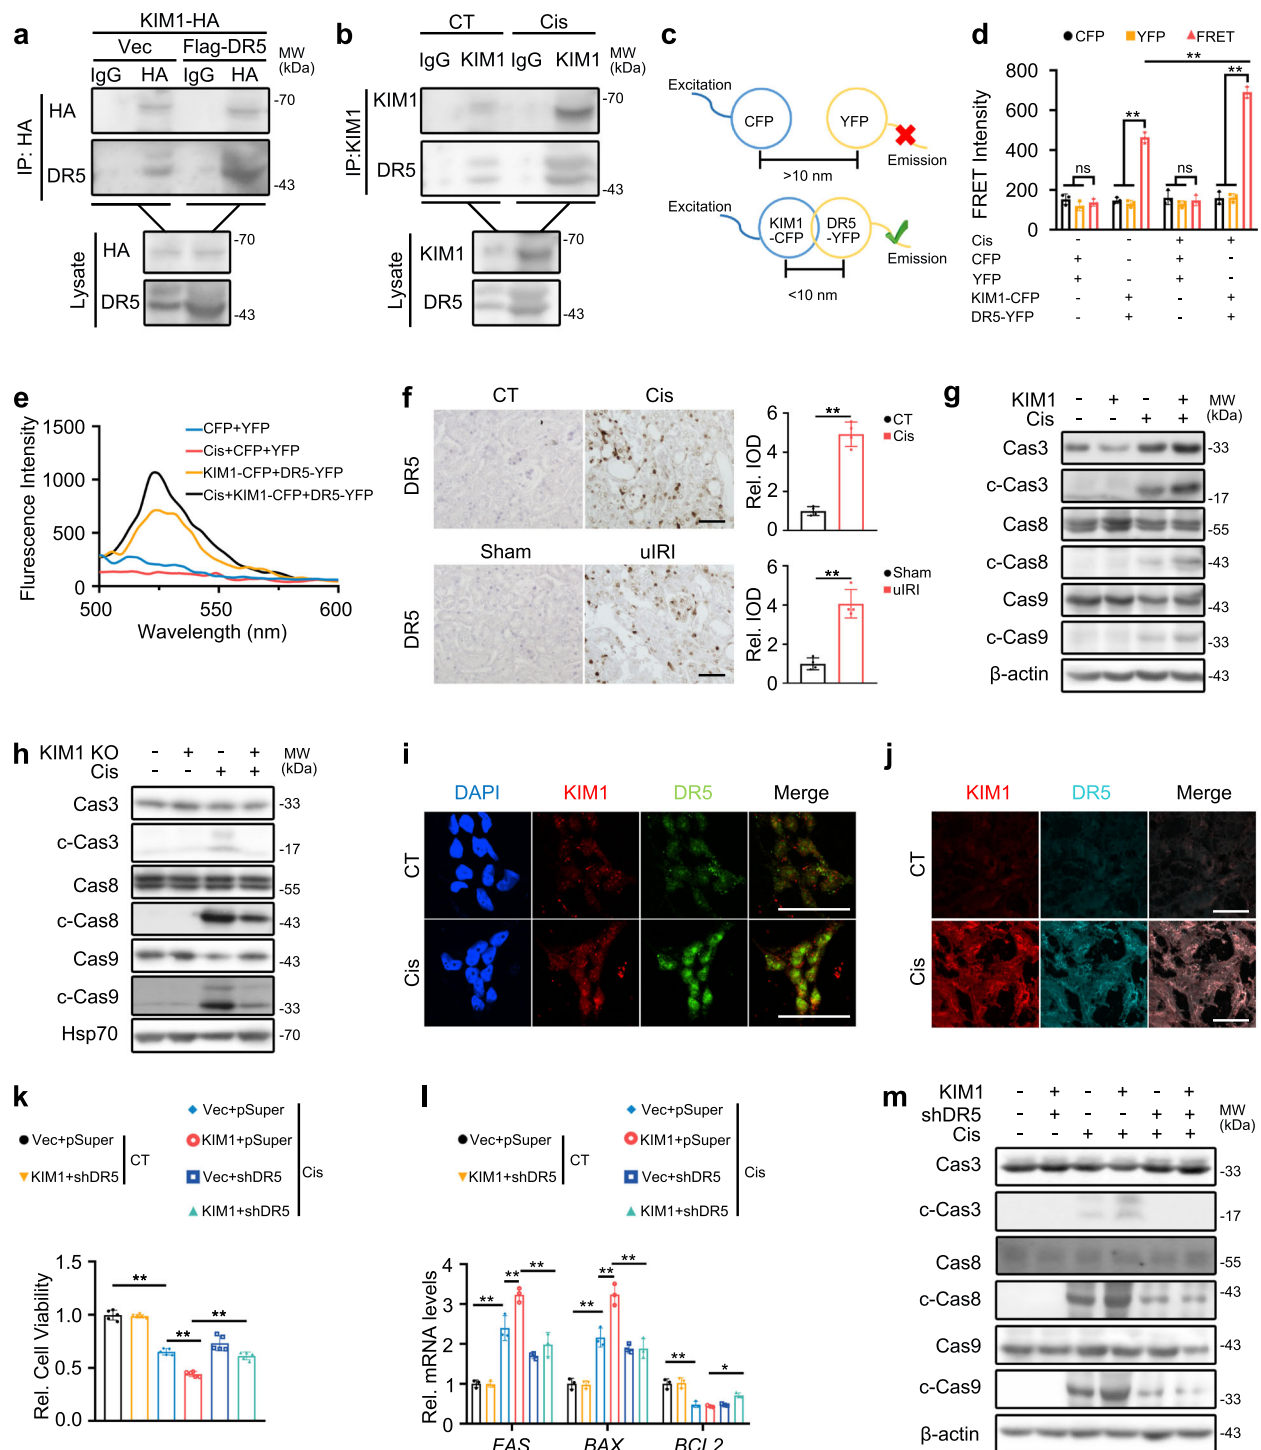 a
KIM1-HA
Vec Flag-DR5
IgG HA IgG HA
MW
(kDa)
IP: HA
HA
-70
DR5
-43
Lysate
HA
-70
DR5
-43
b
CT Cis
IgG KIM1 IgG KIM1
MW
(kDa)
IP:KIM1
KIM1
-70
DR5
-43
Lysate
KIM1
-70
DR5
-43
c
Excitation
CFP
YFP
Emission
>10 nm
Excitation
KIM1
-CFP
DR5
-YFP
Emission
<10 nm
d
CFP YFP FRET
FRET Intensity
800
600
400
200
0
ns
**
ns
**
**
Cis - - + +
CFP + - + -
YFP + - + -
KIM1-CFP - + - +
DR5-YFP - + - +
e
Flurescence Intensity
1500
1000
500
0
CFP+YFP
Cis+CFP+YFP
KIM1-CFP+DR5-YFP
Cis+KIM1-CFP+DR5-YFP
500 550 600
Wavelength (nm)
f
CT Cis
DR5
Rel. IOD
6
4
2
0
**
CT
Cis
Sham uIRI
DR5
Rel. IOD
6
4
2
0
**
Sham
uIRI
g
KIM1 - + - +
Cis - - + +
MW
(kDa)
Cas3 -33
c-Cas3 -17
Cas8 -55
c-Cas8 -43
Cas9 -43
c-Cas9 -33
β-actin -43
h
KIM1 KO - + - +
Cis - - + +
MW
(kDa)
Cas3 -33
c-Cas3 -17
Cas8 -55
c-Cas8 -43
Cas9 -43
c-Cas9 -33
Hsp70 -70
i
DAPI KIM1 DR5 Merge
CT
Cis
j
KIM1 DR5 Merge
CT
Cis
k
Vec+pSuper
KIM1+shDR5
CT
Vec+pSuper
KIM1+pSuper
Vec+shDR5
KIM1+shDR5
Cis
Rel. Cell Viability
1.5
1.0
0.5
0.0
**
**
**
l
Vec+pSuper
KIM1+shDR5
CT
Vec+pSuper
KIM1+pSuper
Vec+shDR5
KIM1+shDR5
Cis
Rel. mRNA levels
4
3
2
1
0
**
**
**
**
**
**
**
*
FAS BAX BCL2
m
KIM1 - + - + - +
shDR5 - + - - + +
Cis - - + + + +
MW
(kDa)
Cas3 -33
c-Cas3 -17
Cas8 -55
c-Cas8 -43
Cas9 -43
c-Cas9 -33
β-actin -43